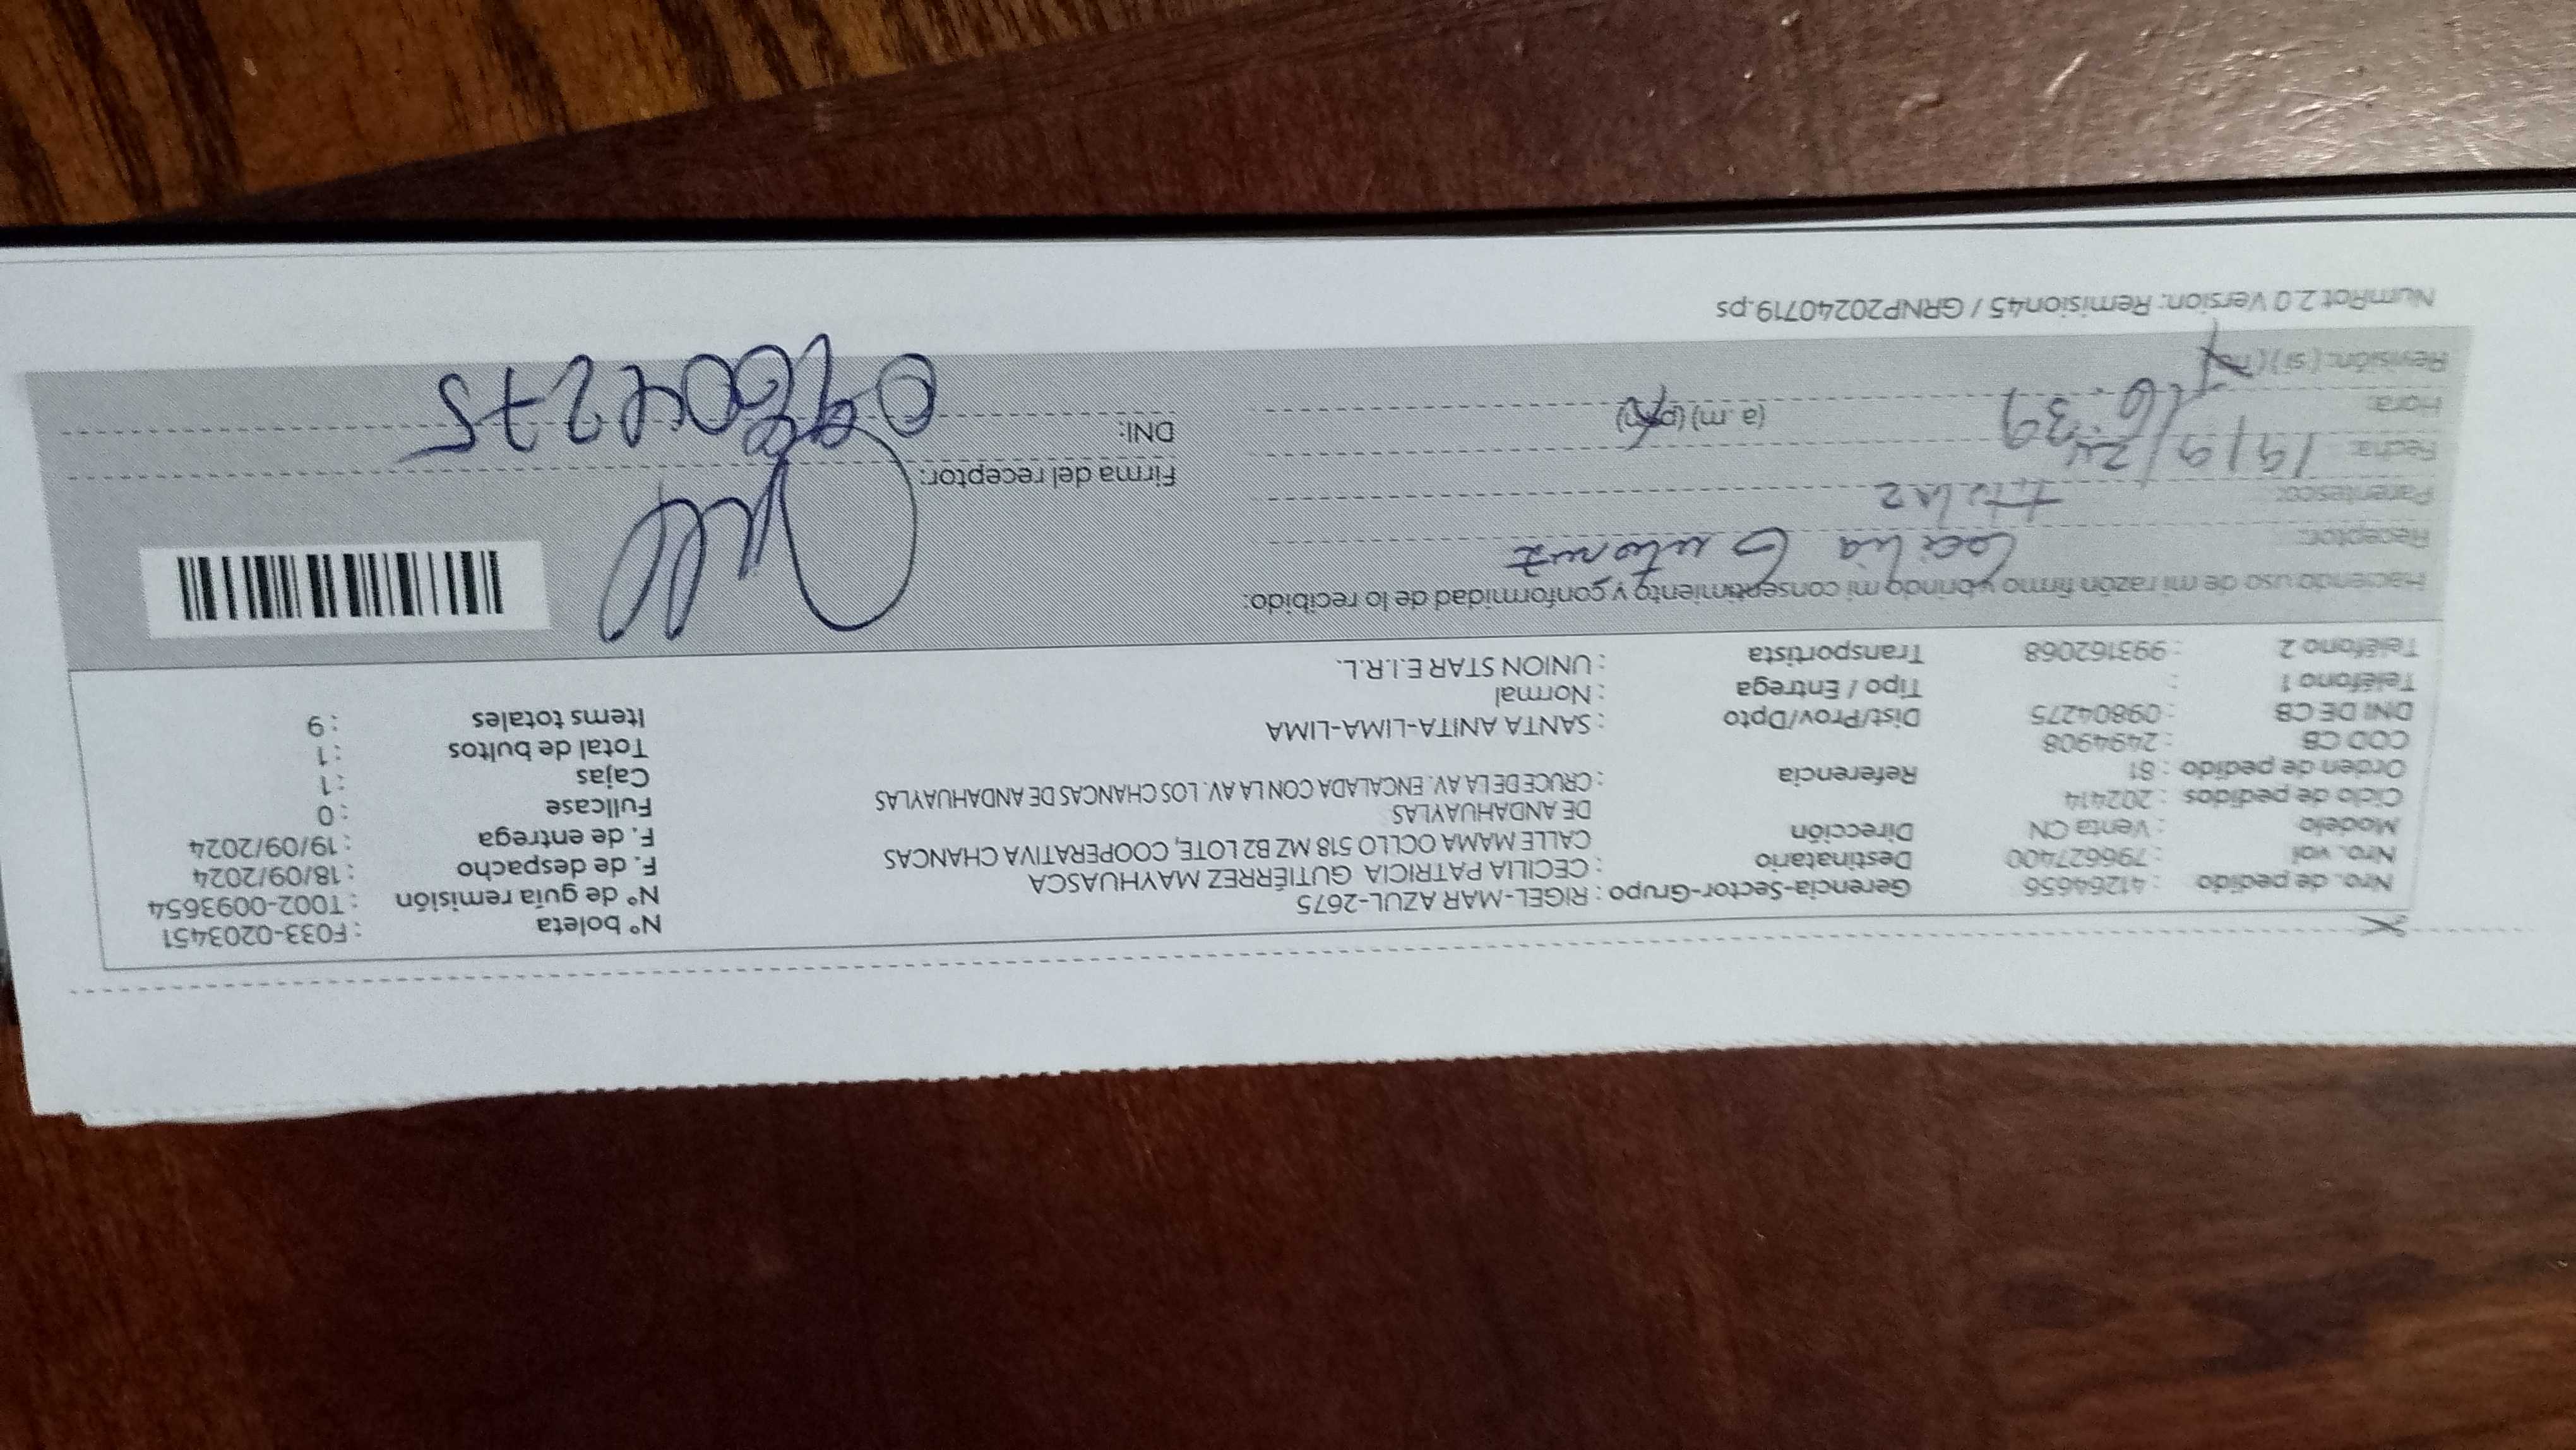 Nro. de pedido : 41264656 Gerencia-Sector-Grupo : RIGEL-MAR AZUL-2675 N° boleta : F033-0203451
Nro. vol : 79662740 Destinatario : CECILIA PATRICIA GUTIÉRREZ MAYHUASCA N° de guía remisión : T002-0093654
Modelo : Venta CN Dirección CALLE MAMA OCLLO 518 MZ B2 LOTE, COOPERATIVA CHANCAS F. de despacho : 18/09/2024
Ciclo de pedidos : 202414 DE ANDAHUAYLAS F. de entrega : 19/09/2024
Orden de pedido : 81 Referencia : CRUCE DE LA AV. ENCALADA CON LA AV. LOS CHANCAS DE ANDAHUAYLAS Fullcase : 0
COD CB : 2494908 Cajas : 1
DNI DE CB : 09804275 Dist/Prov/Dpto : SANTA ANITA-LIMA-LIMA Total de bultos : 1
Teléfono 1 : Tipo / Entrega : Normal Items totales : 9
Teléfono 2 : 993162068 Transportista : UNION STAR E.I.R.L.
Haciendo uso de mi razón firmo y brindo mi consentimiento y conformidad de lo recibido:
Receptor: Cecilia Gutierrez
Parentesco: titular Firma del receptor:
Fecha: 19/9/24 DNI: 09804275
Hora: 16:39 (a.m) (p.m)
Revisión: (si) (no)
NumRot 2.0 Version: Remision45 / GRNP20240719.ps